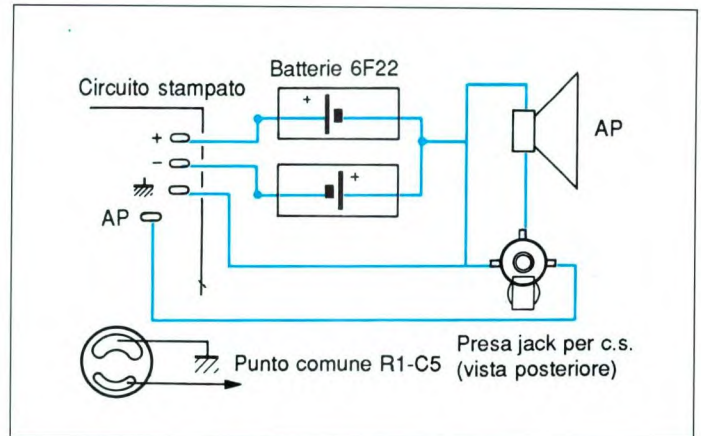 Batterie 6F22
Circuito stampato
+
+
AP
+
-
AP
Punto comune R1-C5
Presa jack per c.s.
(vista posteriore)